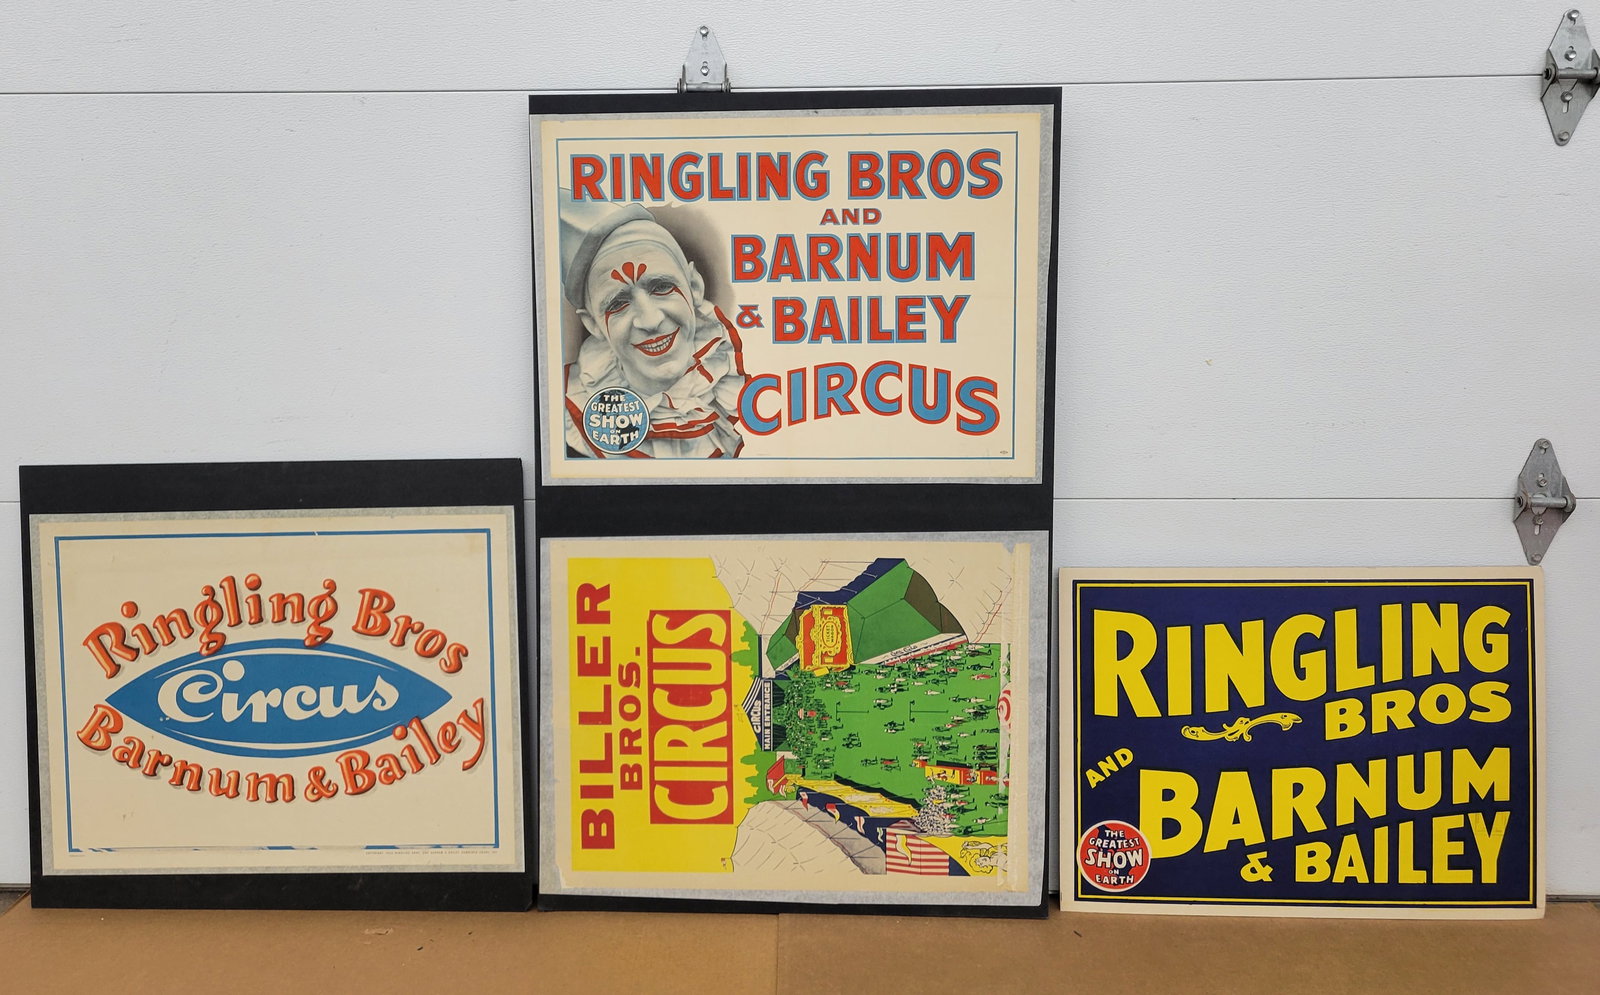 RINGLING BROS
AND
BARNUM
& BAILEY
CIRCUS
THE
GREATEST
SHOW
ON
EARTH
Ringling Bros
Circus
Barnum & Bailey
BILLER
BROS.
CIRCUS
CIRCUS
MAIN ENTRANCE
RINGLING
BROS
AND
BARNUM
& BAILEY
THE
GREATEST
SHOW
ON
EARTH